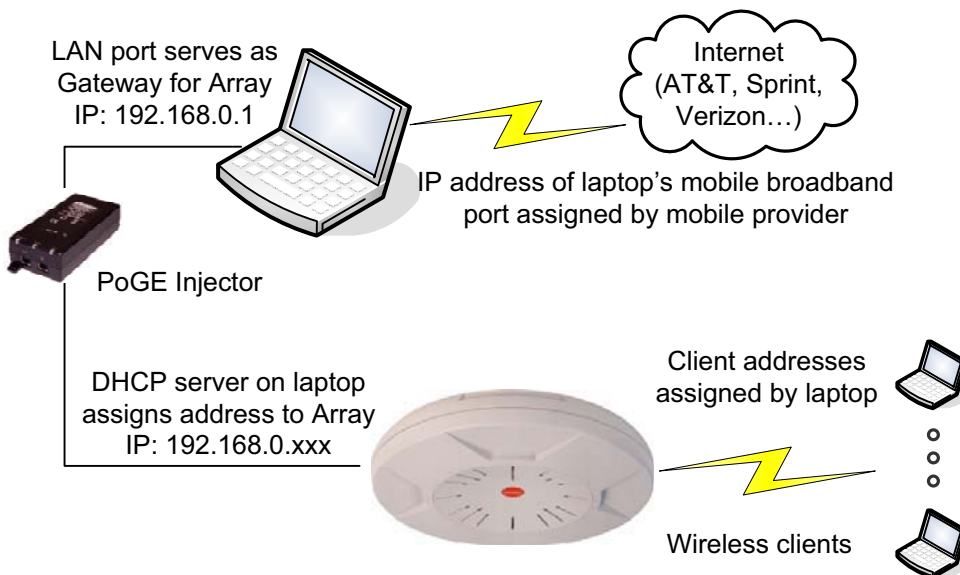 LAN port serves as
Gateway for Array
IP: 192.168.0.1
Internet
(AT&T, Sprint,
Verizon…)
IP address of laptop’s mobile broadband
port assigned by mobile provider
PoGE Injector
DHCP server on laptop
assigns address to Array
IP: 192.168.0.xxx
Client addresses
assigned by laptop
Wireless clients